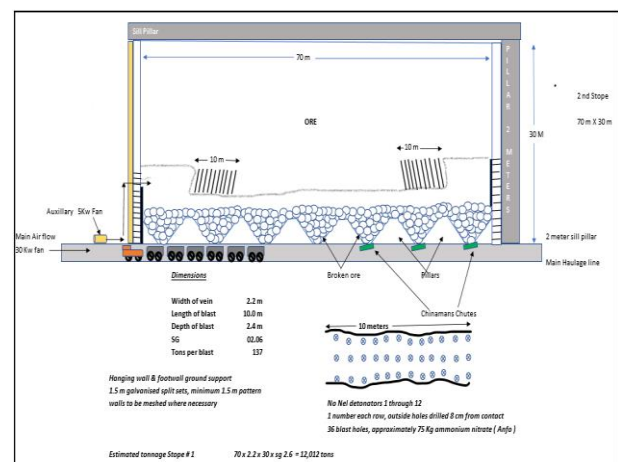 Sill Pillar
70 m
PILLAR 2 METERS
2 nd Stope
70 m X 30 m
30 M
ORE
10 m
10 m
Auxillary 5Kw Fan
Main Air flow
30 Kw fan
2 meter sill pillar
Main Haulage line
Broken ore
Pillars
Chinamans Chutes
Dimensions
Width of vein 2.2 m
Length of blast 10.0 m
Depth of blast 2.4 m
SG 02.06
Tons per blast 137
10 meters
Hanging wall & footwall ground support
1.5 m galvanised split sets, minimum 1.5 m pattern
walls to be meshed where necessary
No Nel detonators 1 through 12
1 number each row, outside holes drilled 8 cm from contact
36 blast holes, approximately 75 Kg ammonium nitrate ( Anfo )
Estimated tonnage Stope # 1 70 x 2.2 x 30 x sg 2.6 = 12,012 tons